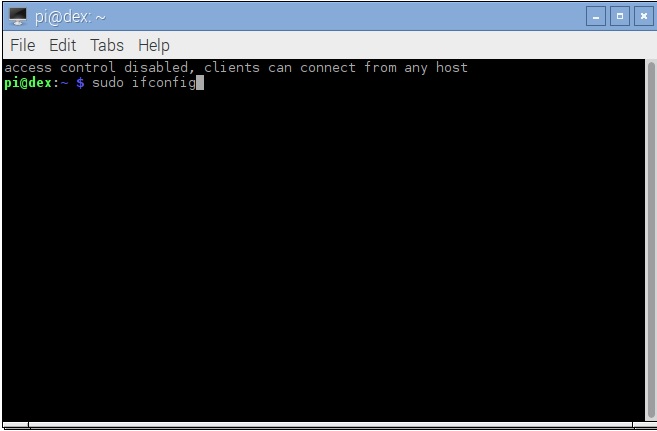 pi@dex: ~
File Edit Tabs Help
access control disabled, clients can connect from any host
pi@dex:~ $ sudo ifconfig